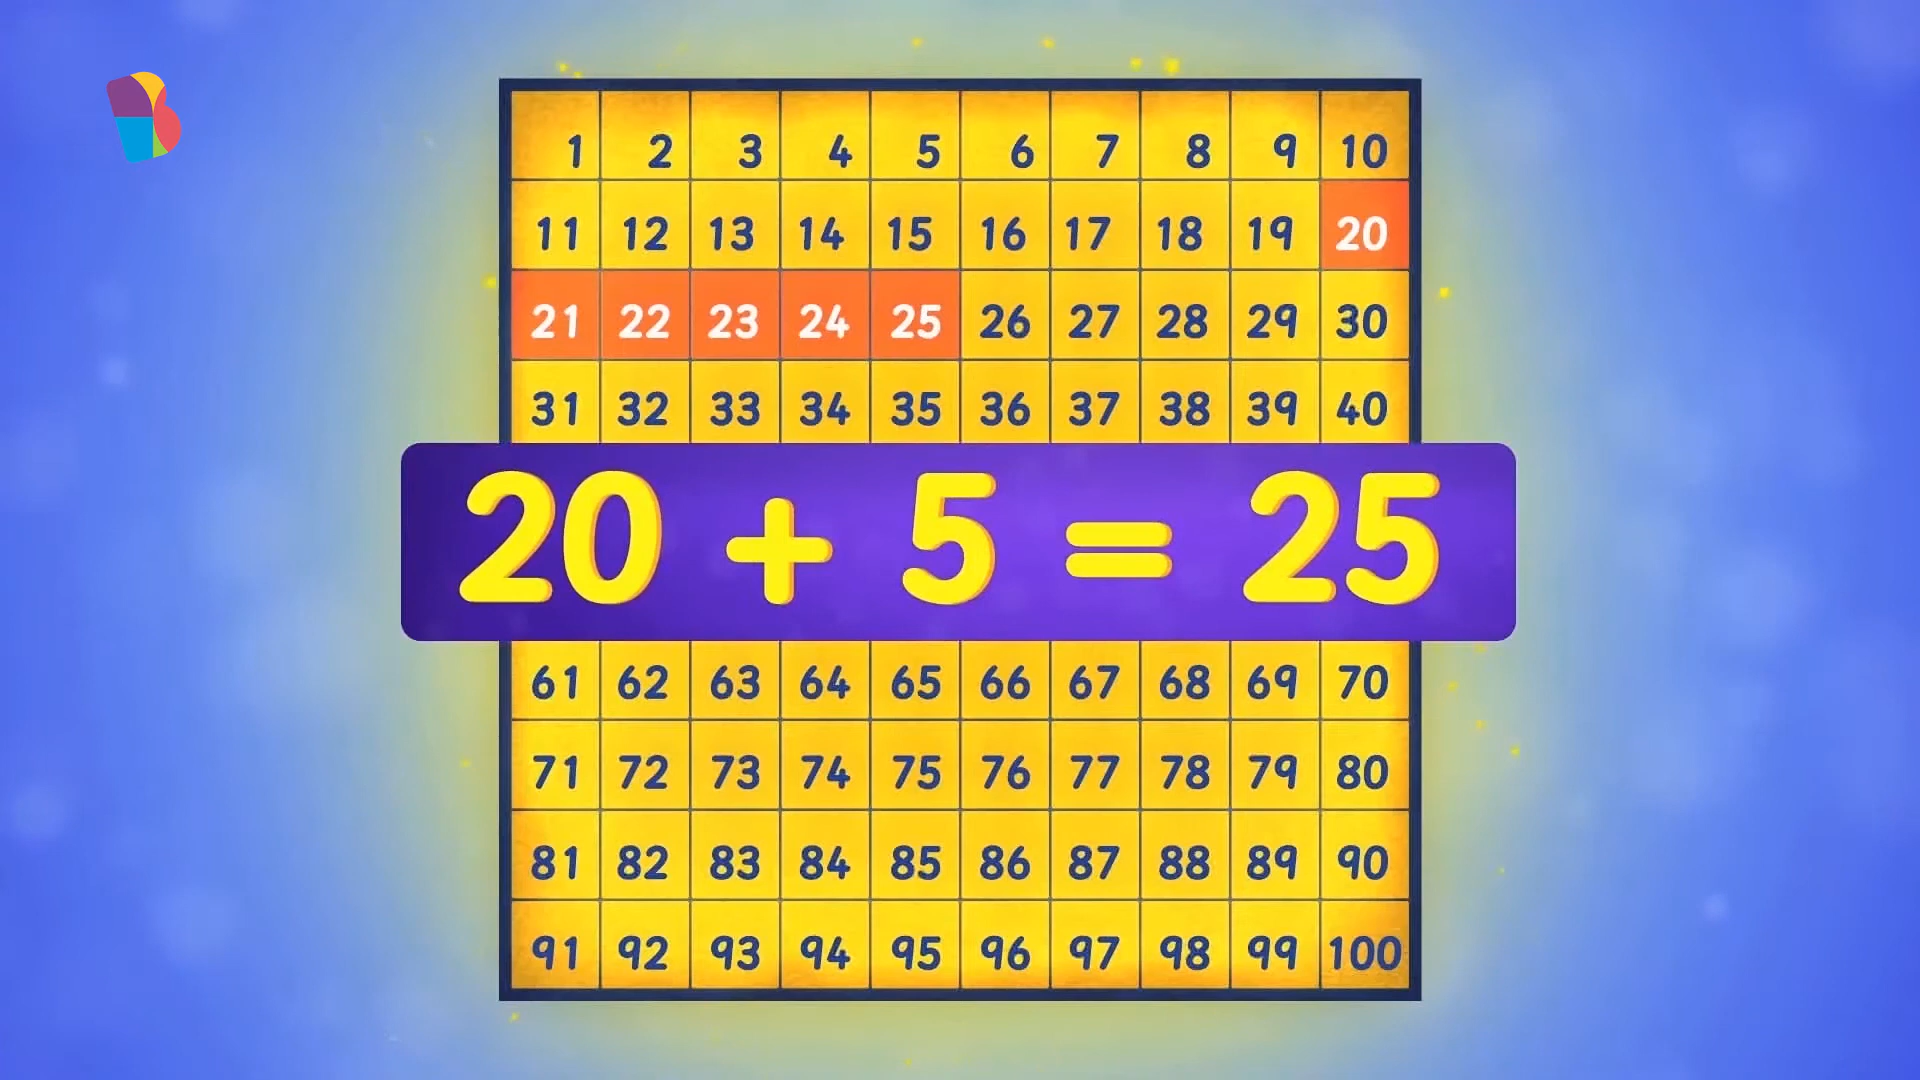 1 2 3 4 5 6 7 8 9 10
11 12 13 14 15 16 17 18 19 20
21 22 23 24 25 26 27 28 29 30
31 32 33 34 35 36 37 38 39 40
20 + 5 = 25
61 62 63 64 65 66 67 68 69 70
71 72 73 74 75 76 77 78 79 80
81 82 83 84 85 86 87 88 89 90
91 92 93 94 95 96 97 98 99 100